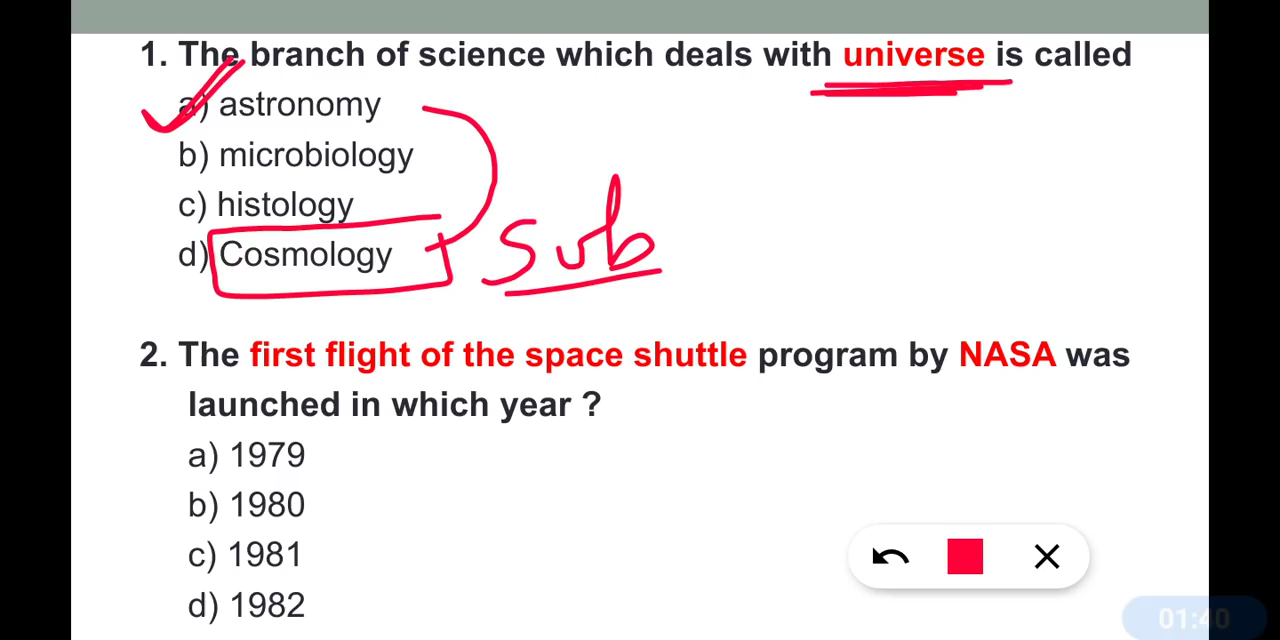 1. The branch of science which deals with universe is called
a) astronomy
b) microbiology
c) histology
d) Cosmology
sub
2. The first flight of the space shuttle program by NASA was
launched in which year ?
a) 1979
b) 1980
c) 1981
d) 1982
01:40